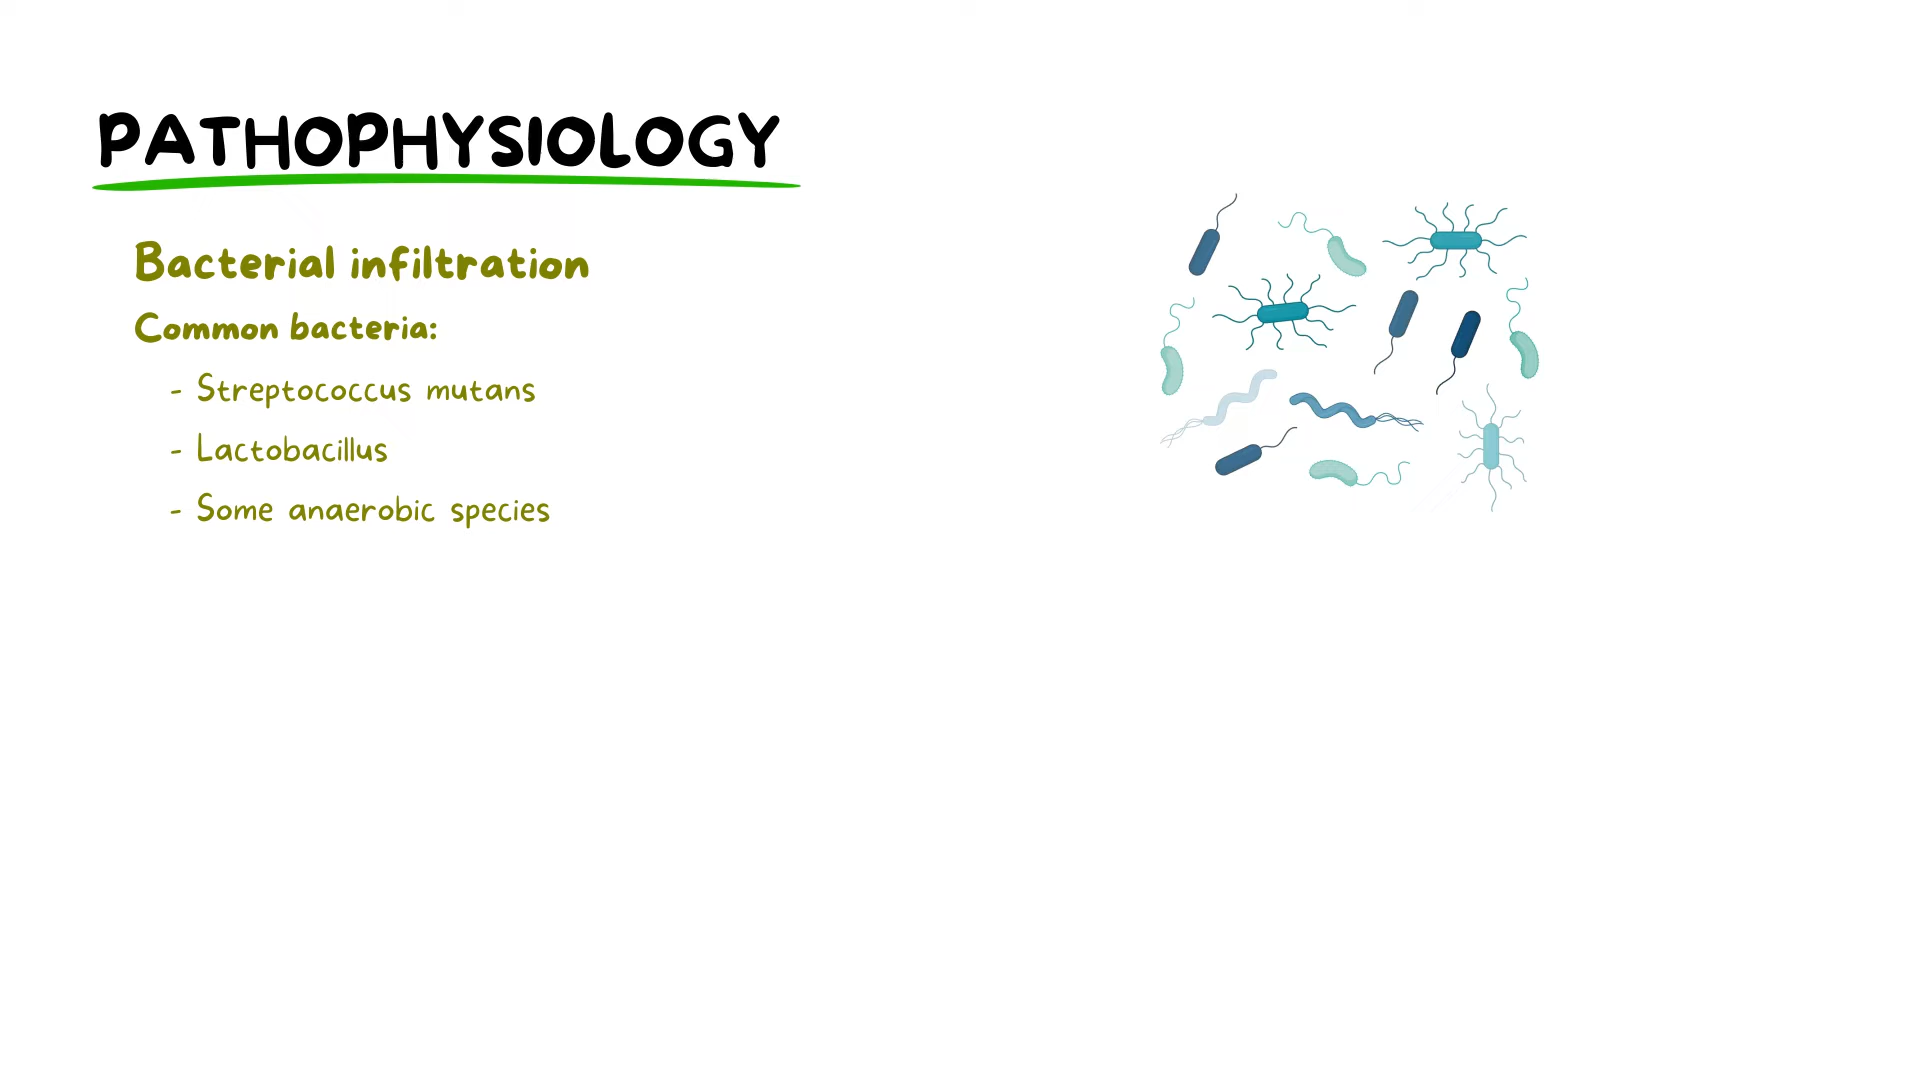 PATHOPHYSIOLOGY
Bacterial infiltration
Common bacteria:
- Streptococcus mutans
- Lactobacillus
- Some anaerobic species